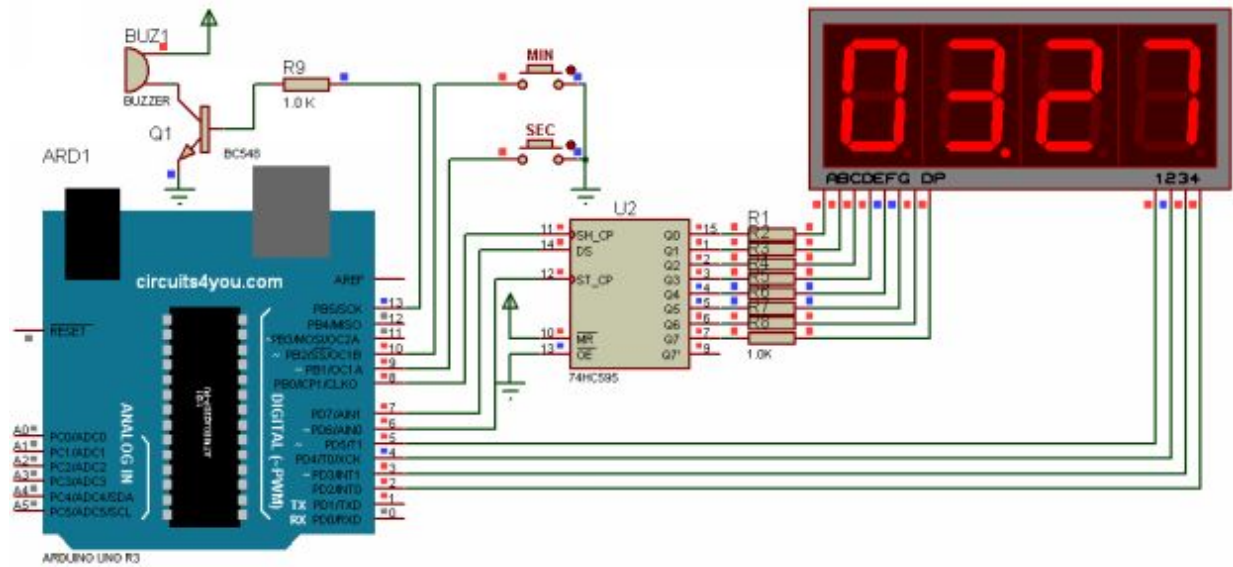 BUZ1
BUZZER
Q1
BC548
R9
1.0K
MIN
SEC
03.27
ABCDEFG DP
1234
ARD1
circuits4you.com
RESET
AREF
PB5/SCK 13
PB4/MISO 12
11
~ PB2/SS/OC1B 10
~ PB1/OC1A 9
PB0/ICP1/CLKO 8
PD7/AIN1 7
~ PD6/AIN0 6
~ PD5/T1 5
PD4/T0/XCK 4
~ PD3/INT1 3
PD2/INT0 2
TX PD1/TXD 1
RX PD0/RXD 0
ANALOG IN
DIGITAL (~PWM)
A0 PC0/ADC0
A1 PC1/ADC1
A2 PC2/ADC2
A3 PC3/ADC3
A4 PC4/ADC4/SDA
A5 PC5/ADC5/SCL
ARDUINO UNO R3
U2
11 SH_CP
14 DS
12 ST_CP
10 MR
13 OE
Q0 15
Q1 1
Q2 2
Q3 3
Q4 4
Q5 5
Q6 6
Q7 7
Q7' 9
74HC595
R1
R2
R3
R4
R5
R6
R7
R8
1.0K